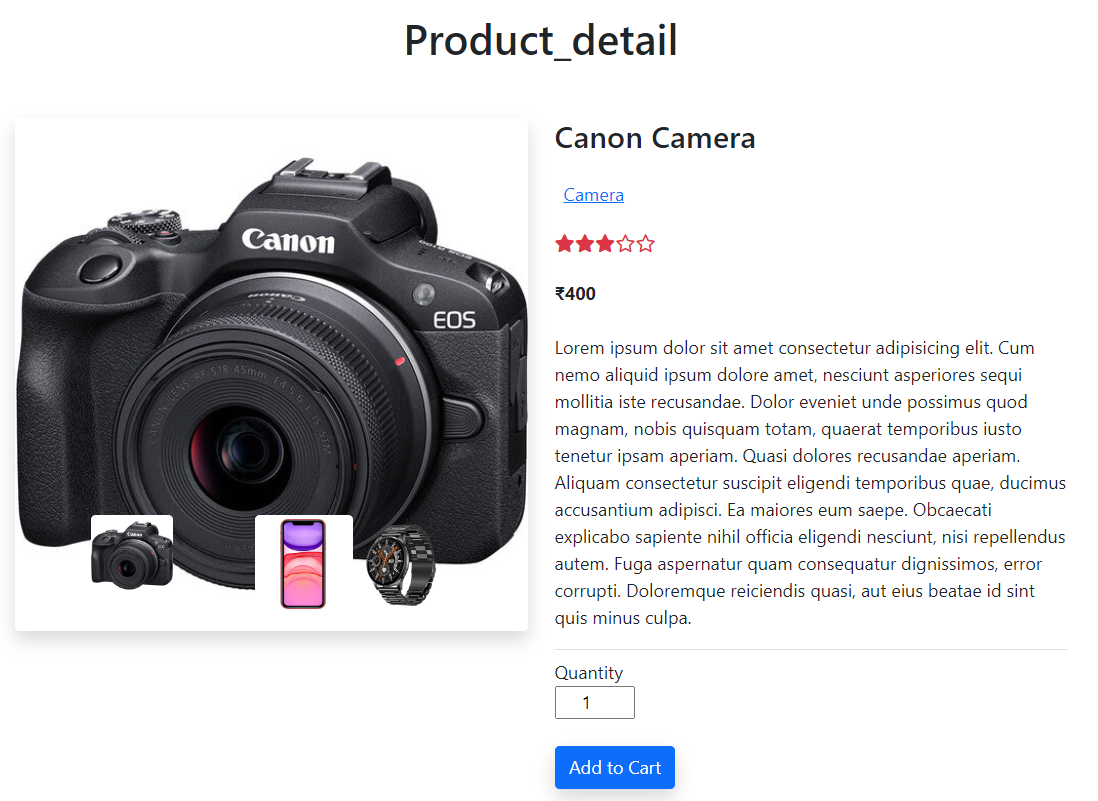 Product_detail
Canon Camera
Camera
₹400
Canon
EOS
Canon
Lorem ipsum dolor sit amet consectetur adipisicing elit. Cum
nemo aliquid ipsum dolore amet, nesciunt asperiores sequi
mollitia iste recusandae. Dolor eveniet unde possimus quod
magnam, nobis quisquam totam, quaerat temporibus iusto
tenetur ipsam aperiam. Quasi dolores recusandae aperiam.
Aliquam consectetur suscipit eligendi temporibus quae, ducimus
accusantium adipisci. Ea maiores eum saepe. Obcaecati
explicabo sapiente nihil officia eligendi nesciunt, nisi repellendus
autem. Fuga aspernatur quam consequatur dignissimos, error
corrupti. Doloremque reiciendis quasi, aut eius beatae id sint
quis minus culpa.
Quantity
1
Add to Cart